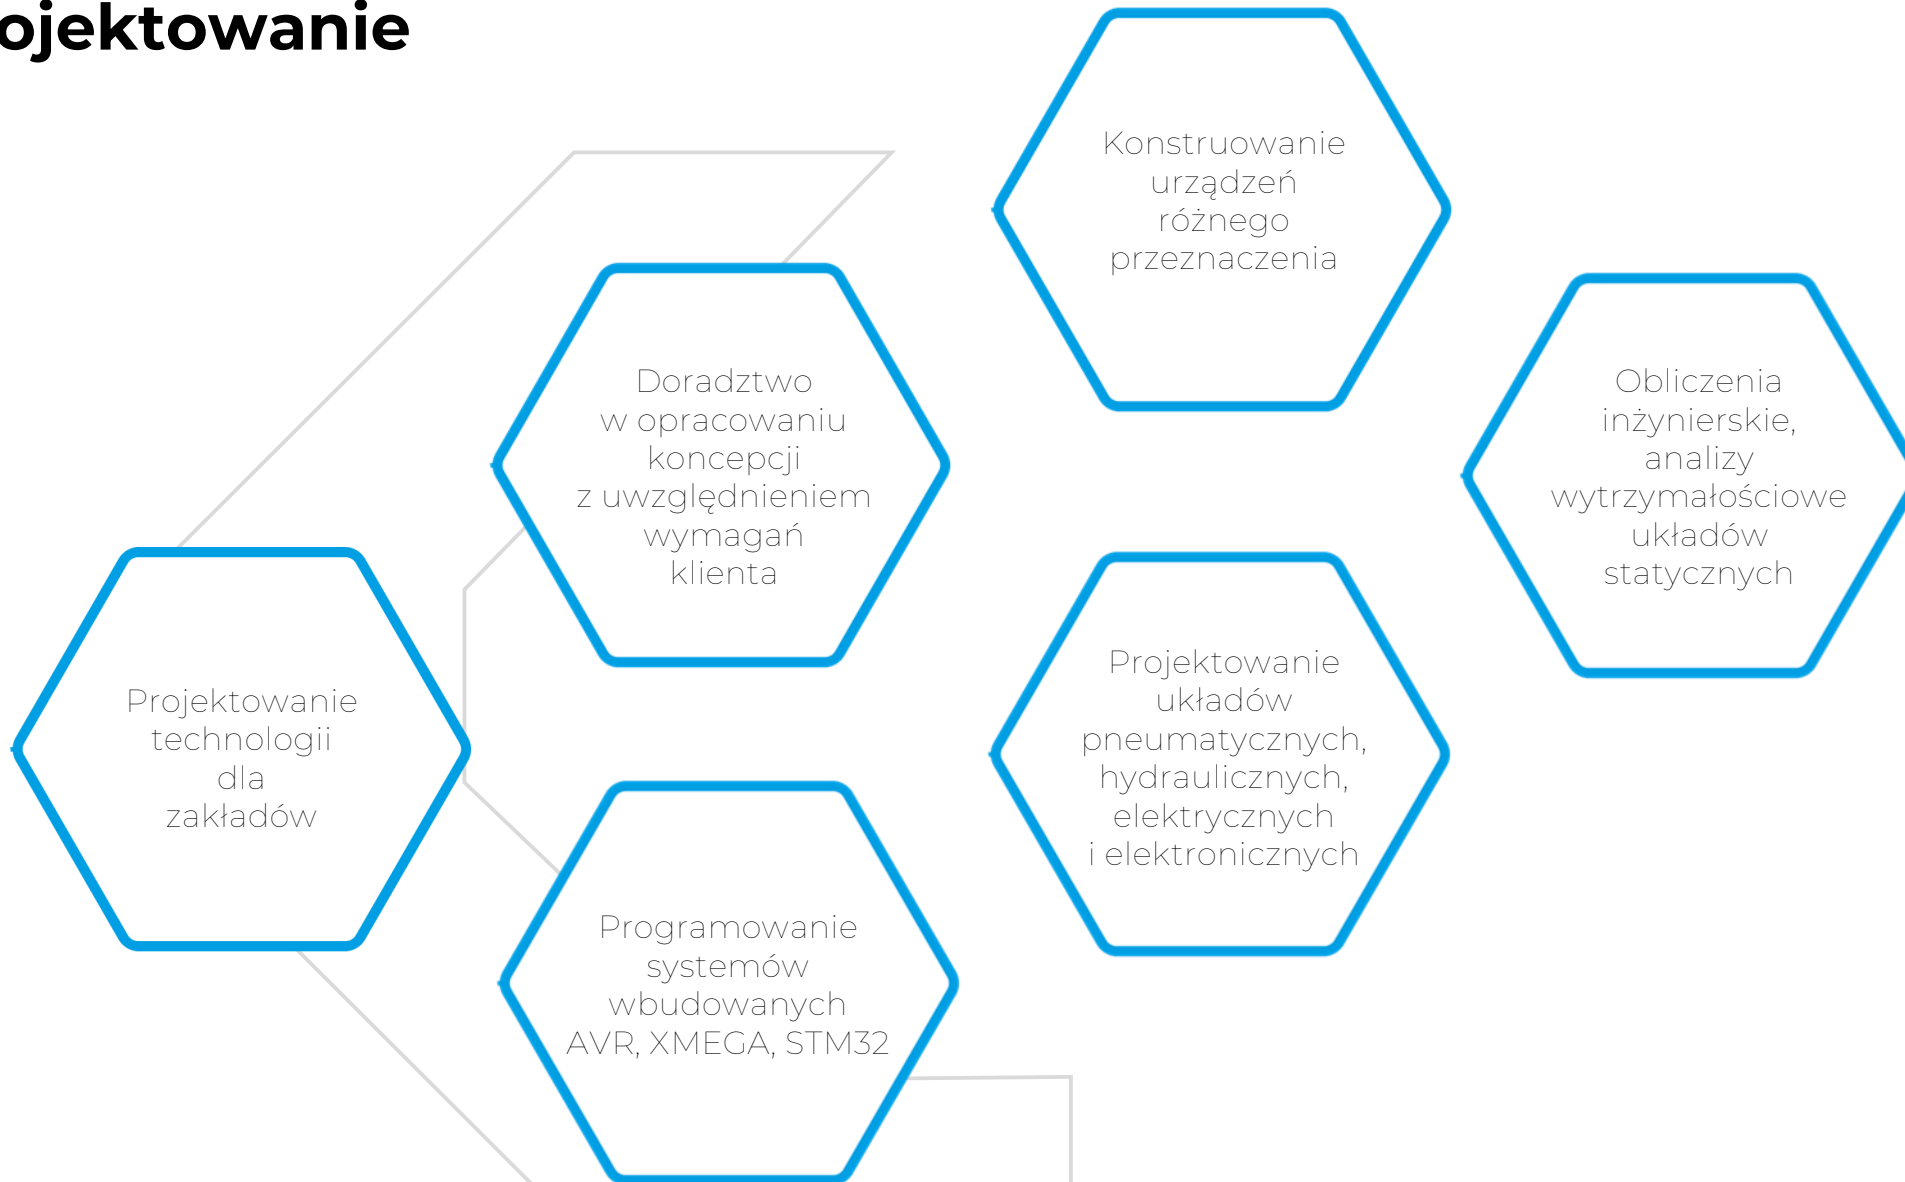 ojektowanie
Konstruowanie
urządzeń
różnego
przeznaczenia
Doradztwo
w opracowaniu
koncepcji
z uwzględnieniem
wymagań
klienta
Obliczenia
inżynierskie,
analizy
wytrzymałościowe
układów
statycznych
Projektowanie
technologii
dla
zakładów
Projektowanie
układów
pneumatycznych,
hydraulicznych,
elektrycznych
i elektronicznych
Programowanie
systemów
wbudowanych
AVR, XMEGA, STM32